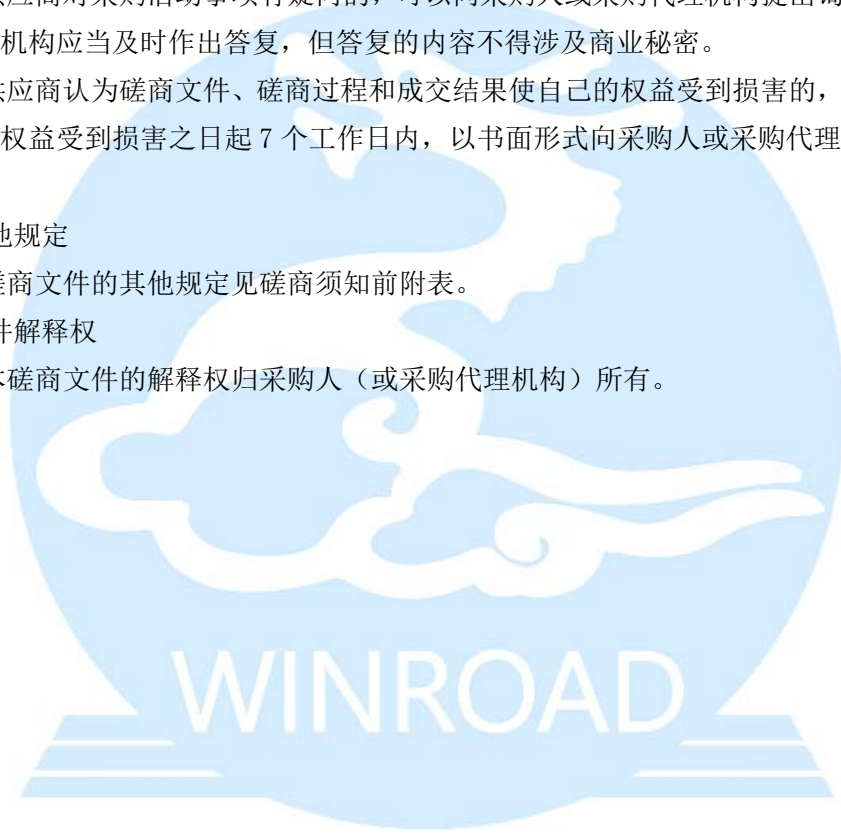 供应商对采购活动事项有疑问的，可以向采购人或采购代理机构提出询
机构应当及时作出答复，但答复的内容不得涉及商业秘密。
供应商认为磋商文件、磋商过程和成交结果使自己的权益受到损害的，
权益受到损害之日起 7 个工作日内，以书面形式向采购人或采购代理
他规定
磋商文件的其他规定见磋商须知前附表。
件解释权
本磋商文件的解释权归采购人（或采购代理机构）所有。
WINROAD